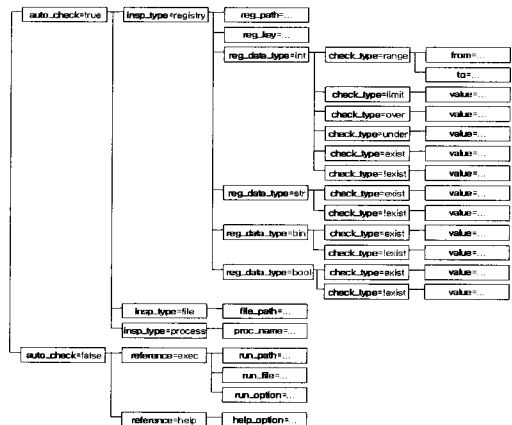 auto_check=true insp_type=registry reg_path=...
reg_key=...
reg_data_type=int check_type=range from=...
to=...
check_type=limit value=...
check_type=over value=...
check_type=under value=...
check_type=exist value=...
check_type=!exist value=...
reg_data_type=str check_type=exist value=...
check_type=!exist value=...
reg_data_type=bin check_type=exist value=...
check_type=!exist value=...
reg_data_type=bool check_type=exist value=...
check_type=!exist value=...
insp_type=file file_path=...
insp_type=process proc_name=...
auto_check=false reference=exec run_path=...
run_file=...
run_option=...
reference=help help_option=...